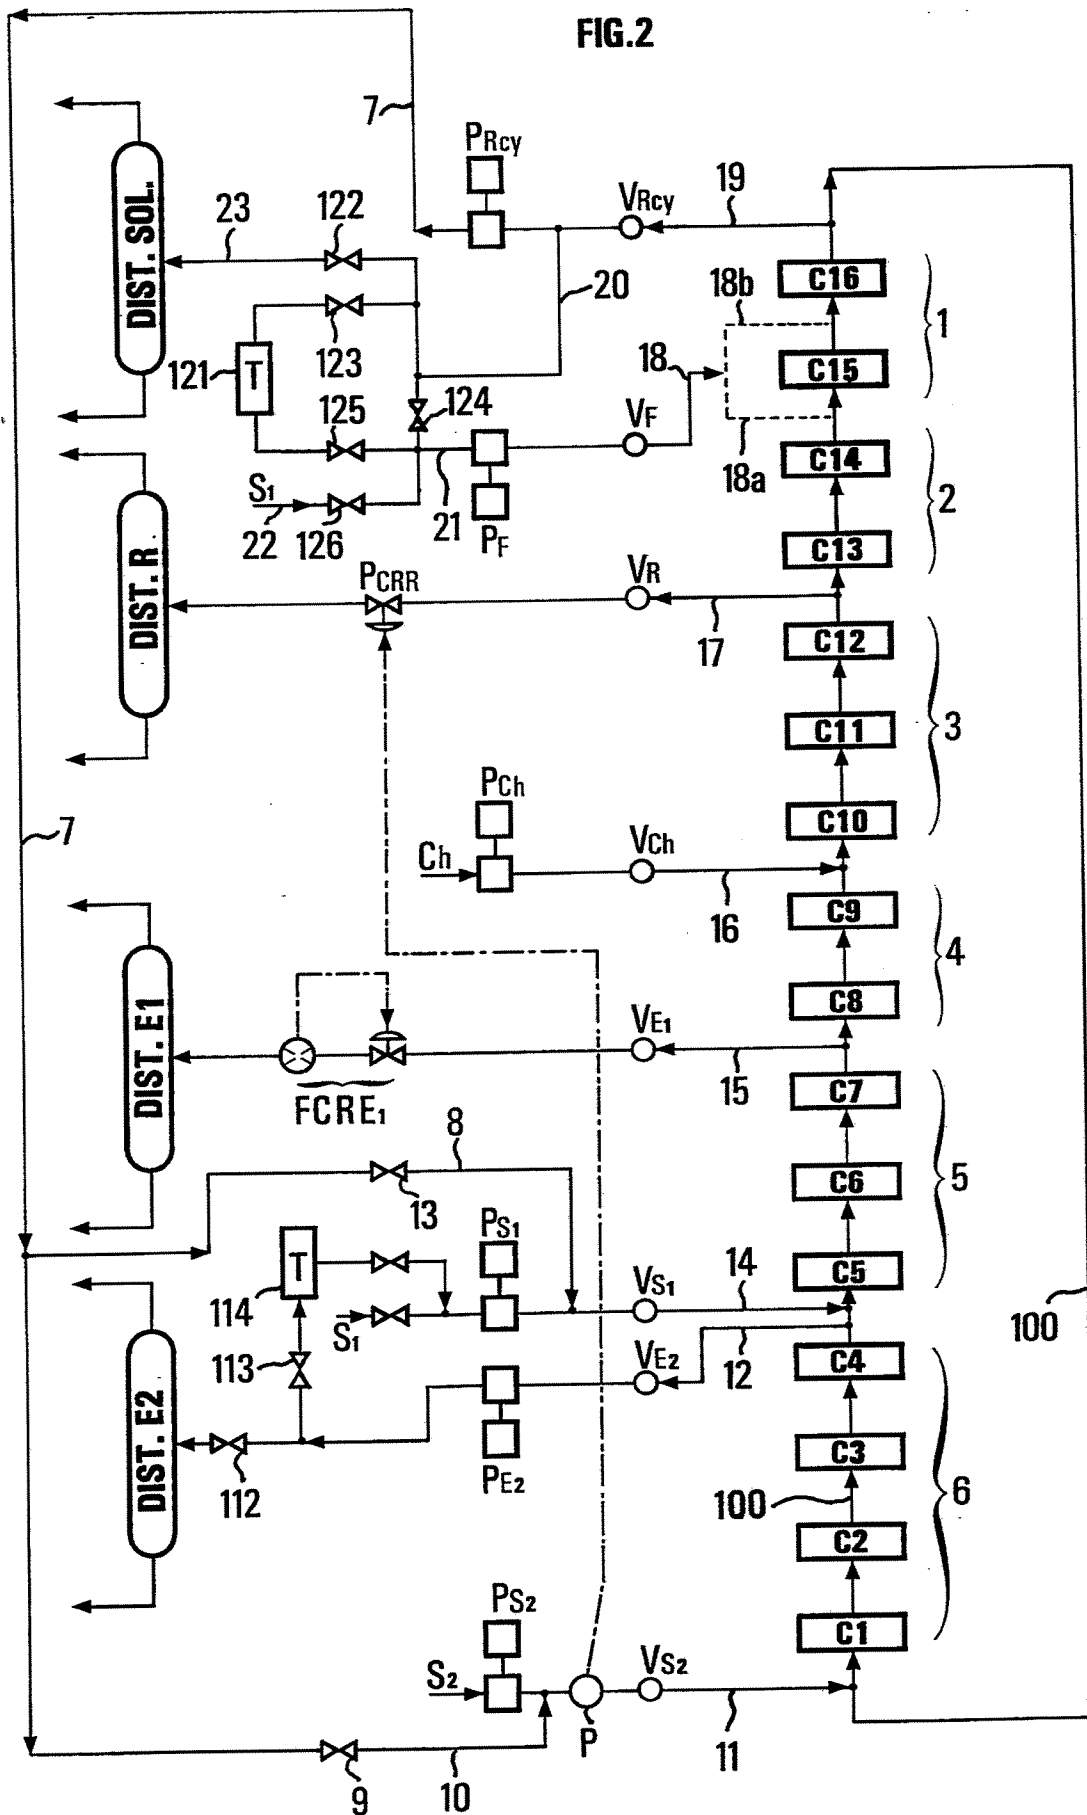 FIG.2
7
PRcy
VRcy
19
DIST. SOL.
23
122
C16
20
18b
1
123
18
121
T
C15
125
124
VF
C14
S1
18a
2
22
126
21
PF
C13
DIST. R
PCRR
VR
17
C12
3
C11
PCh
7
Ch
VCh
C10
16
C9
4
C8
DIST. E1
VE1
15
FCRE1
C7
8
C6
5
13
PS1
T
VS1
14
C5
114
S1
100
113
VE2
12
C4
DIST. E2
C3
112
PE2
100
6
C2
PS2
C1
S2
VS2
P
11
9
10